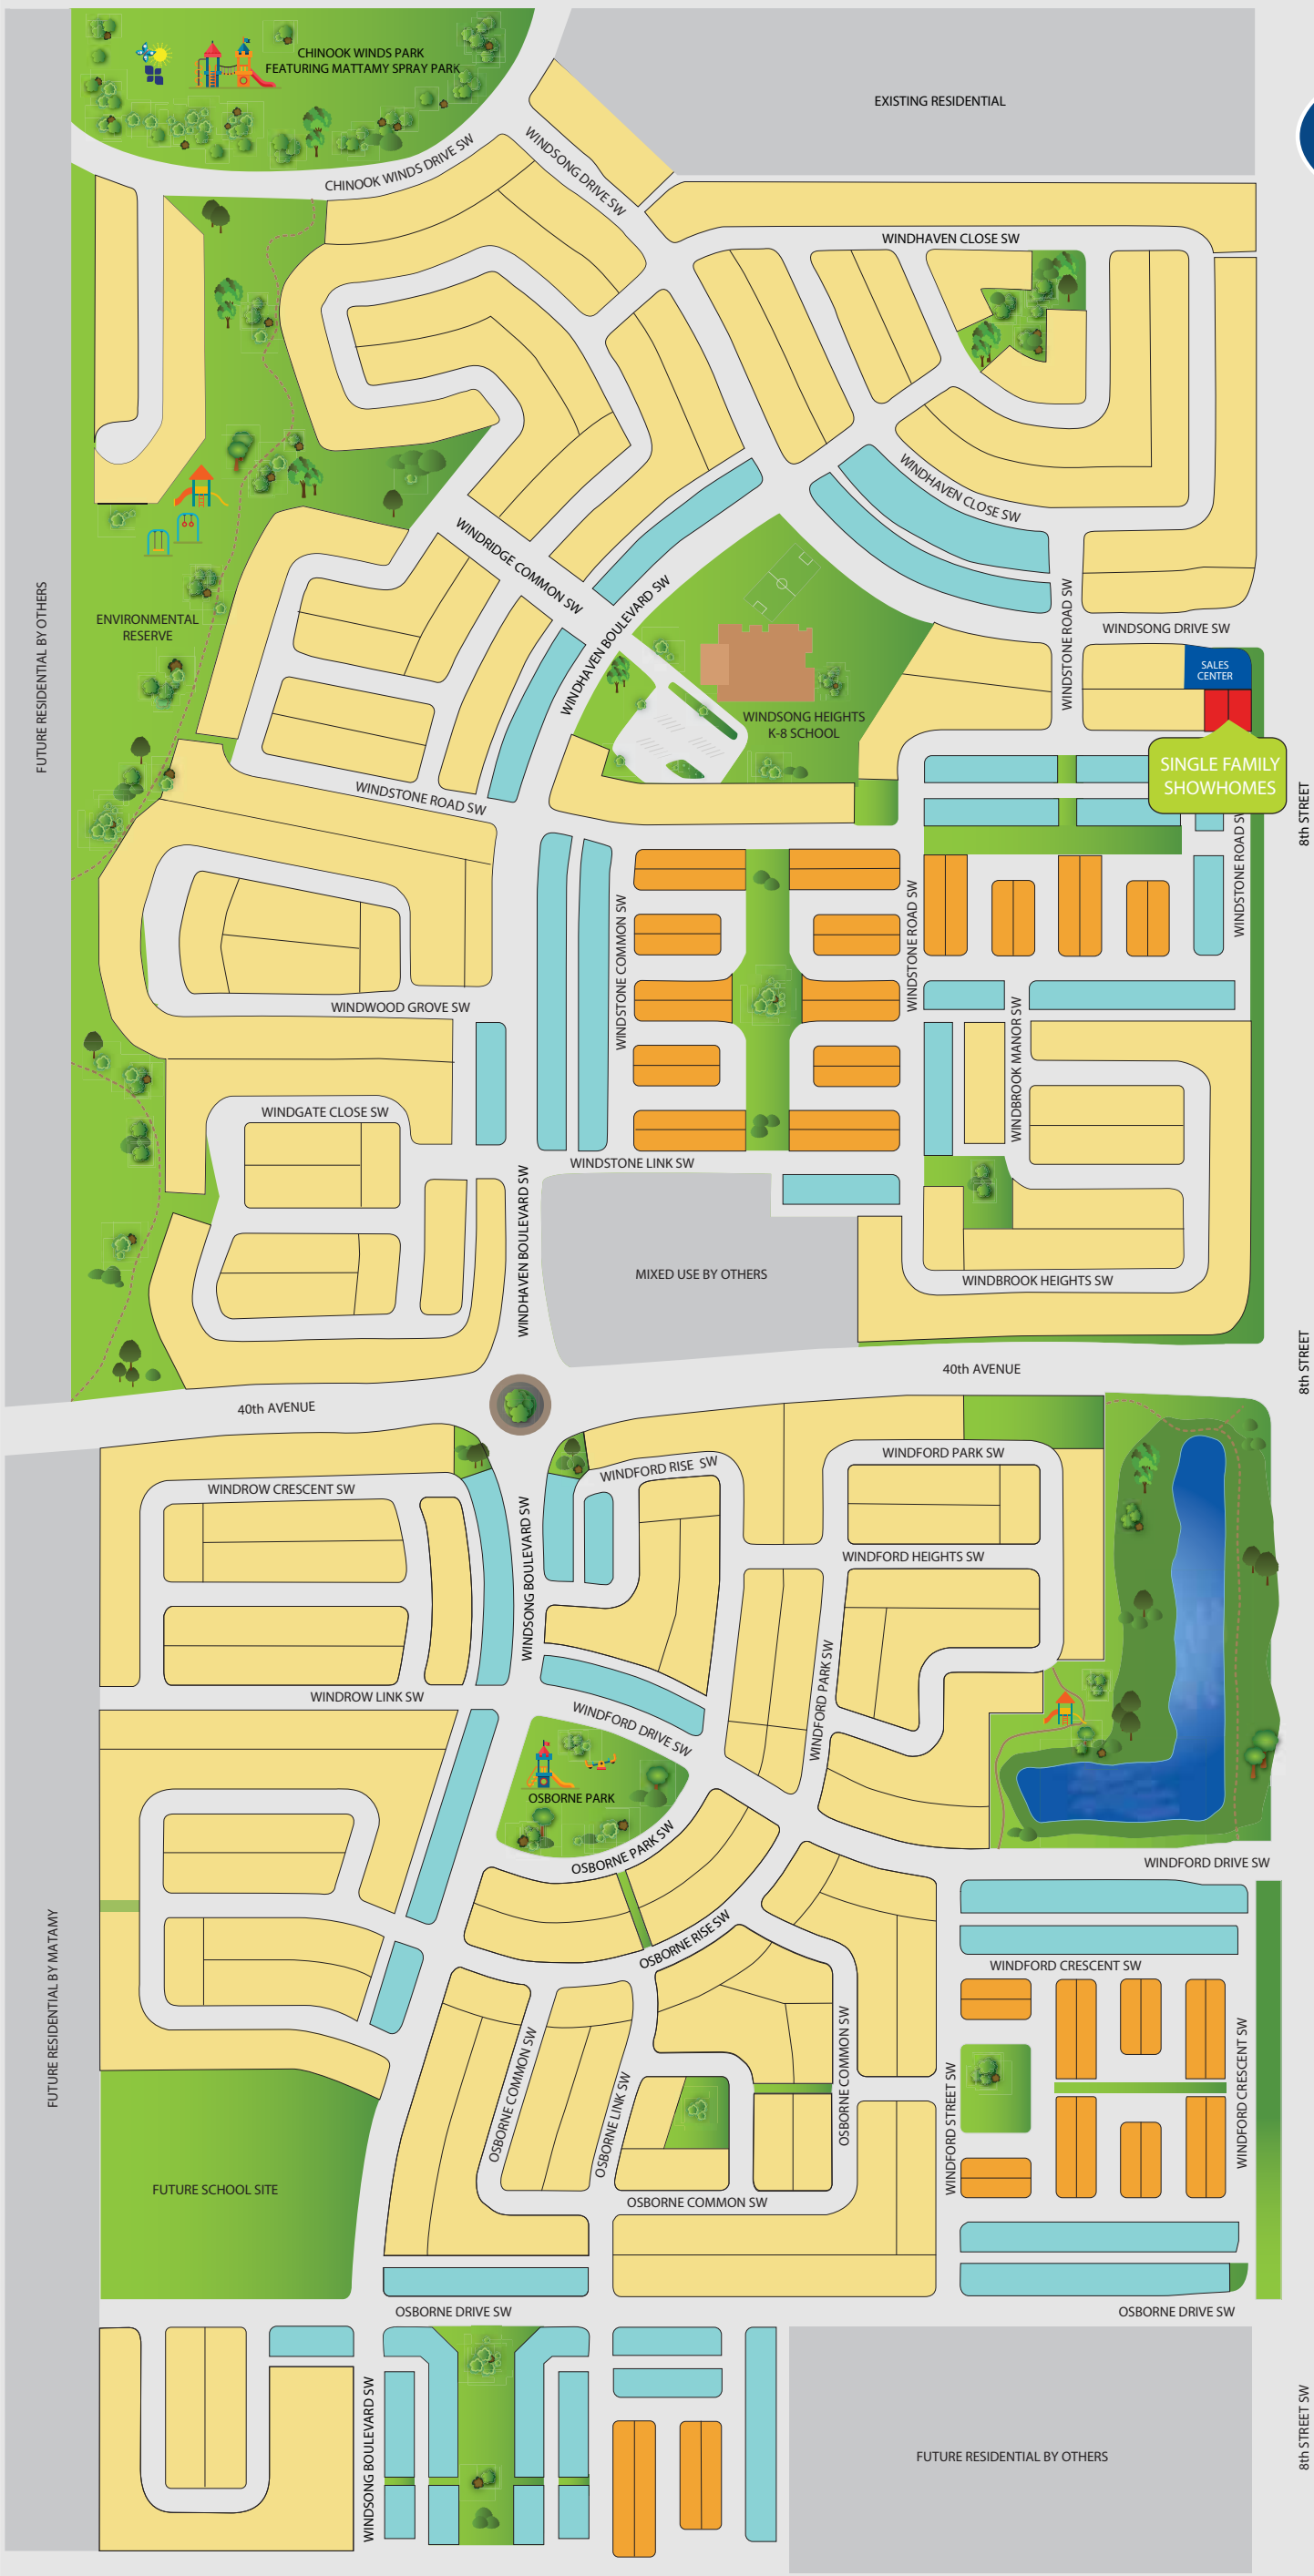 CHINOOK WINDS PARK
FEATURING MATTAMY SPRAY PARK
EXISTING RESIDENTIAL
CHINOOK WINDS DRIVE SW
WINDSONG DRIVE SW
WINDHAVEN CLOSE SW
WINDHAVEN CLOSE SW
WINDRIDGE COMMON SW
WINDHAVEN BOULEVARD SW
FUTURE RESIDENTIAL BY OTHERS
ENVIRONMENTAL
RESERVE
WINDSTONE ROAD SW
WINDSONG DRIVE SW
SALES
CENTER
WINDSONG HEIGHTS
K-8 SCHOOL
SINGLE FAMILY
SHOWHOMES
WINDSTONE ROAD SW
8th STREET
WINDSTONE ROAD SW
WINDSTONE COMMON SW
WINDSTONE ROAD SW
WINDWOOD GROVE SW
WINDBROOK MANOR SW
WINDGATE CLOSE SW
WINDSTONE LINK SW
WINDHAVEN BOULEVARD SW
MIXED USE BY OTHERS
WINDBROOK HEIGHTS SW
8th STREET
40th AVENUE
40th AVENUE
WINDFORD PARK SW
WINDFORD RISE SW
WINDROW CRESCENT SW
WINDSONG BOULEVARD SW
WINDFORD HEIGHTS SW
WINDFORD PARK SW
WINDROW LINK SW
WINDFORD DRIVE SW
OSBORNE PARK
OSBORNE PARK SW
WINDFORD DRIVE SW
OSBORNE RISE SW
WINDFORD CRESCENT SW
FUTURE RESIDENTIAL BY MATAMY
OSBORNE COMMON SW
OSBORNE LINK SW
OSBORNE COMMON SW
WINDFORD STREET SW
WINDFORD CRESCENT SW
FUTURE SCHOOL SITE
OSBORNE COMMON SW
OSBORNE DRIVE SW
OSBORNE DRIVE SW
WINDSONG BOULEVARD SW
FUTURE RESIDENTIAL BY OTHERS
8th STREET SW